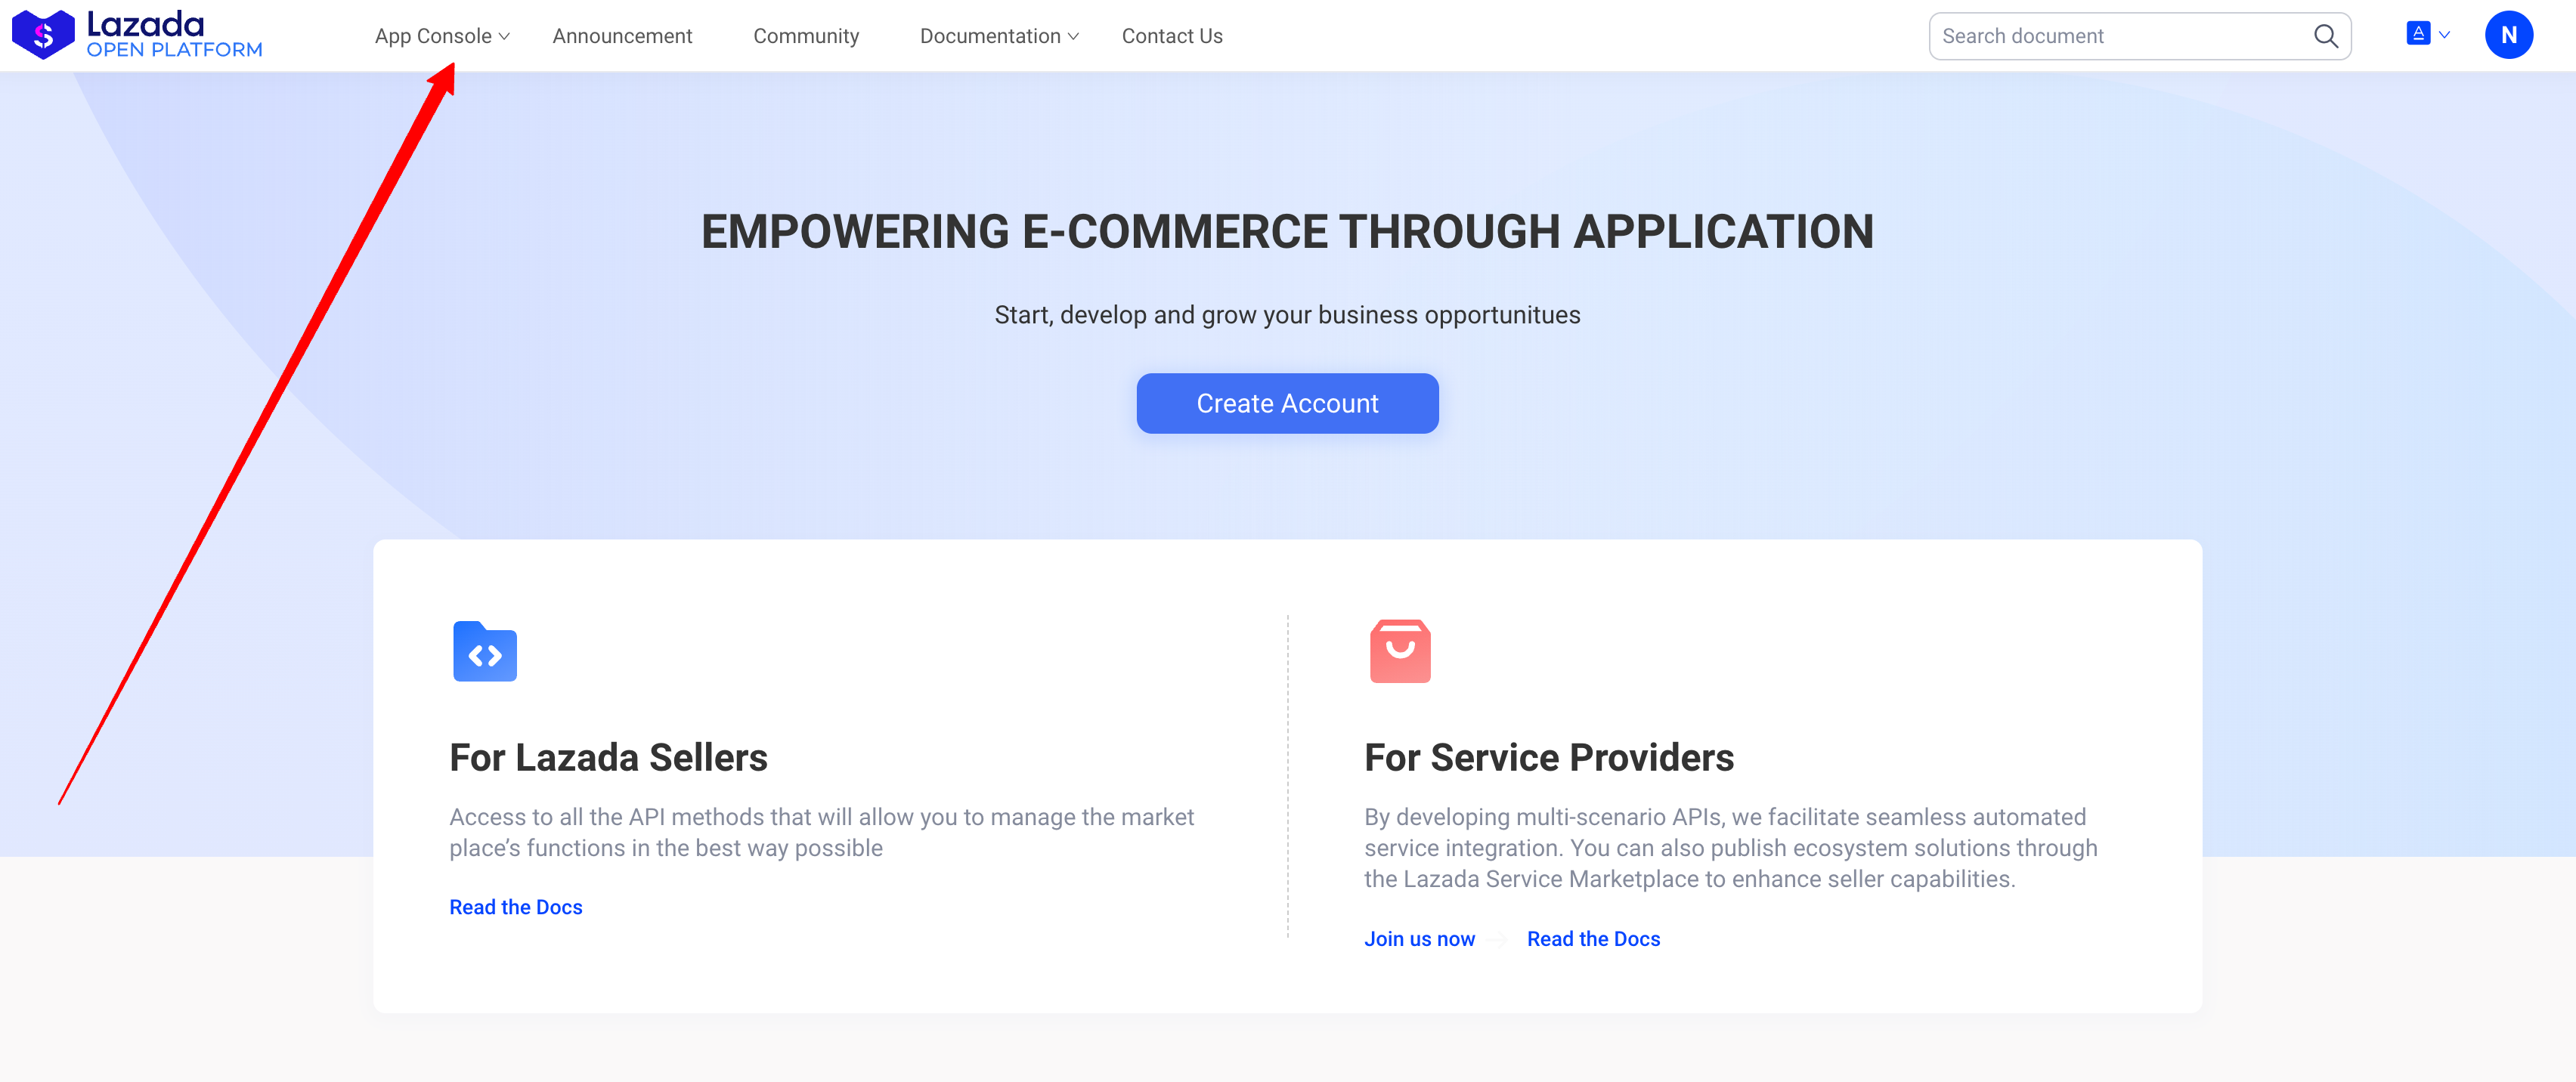 Lazada
OPEN PLATFORM
App Console
Announcement
Community
Documentation
Contact Us
Search document
A
N
EMPOWERING E-COMMERCE THROUGH APPLICATION
Start, develop and grow your business opportunitues
Create Account
For Lazada Sellers
Access to all the API methods that will allow you to manage the market
place’s functions in the best way possible
Read the Docs
For Service Providers
By developing multi-scenario APIs, we facilitate seamless automated
service integration. You can also publish ecosystem solutions through
the Lazada Service Marketplace to enhance seller capabilities.
Join us now
Read the Docs